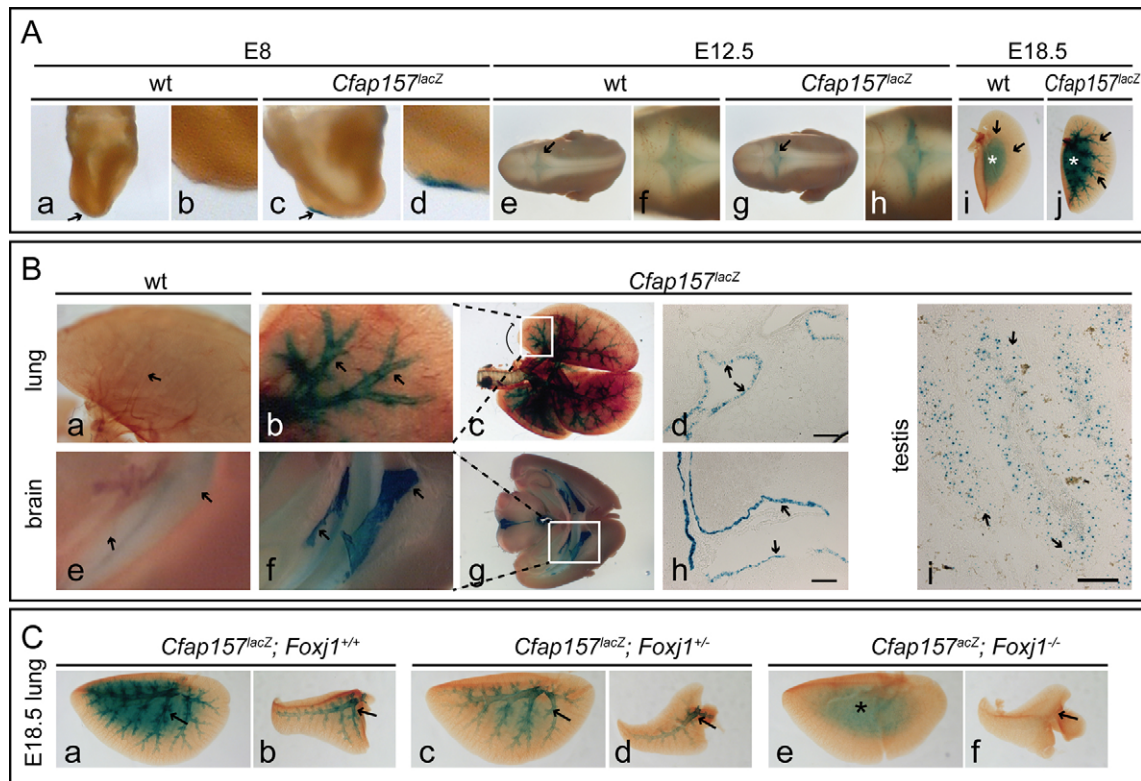 A
E8 E12.5 E18.5
wt Cfap157lacZ wt Cfap157lacZ wt Cfap157lacZ
a b c d e f g h i j
* *
B
wt Cfap157lacZ
lung
a b c d
brain
e f g h
testis
i
C
Cfap157lacZ; Foxj1+/+ Cfap157lacZ; Foxj1+/- Cfap157acZ; Foxj1-/-
E18.5 lung
a b c d e f
*